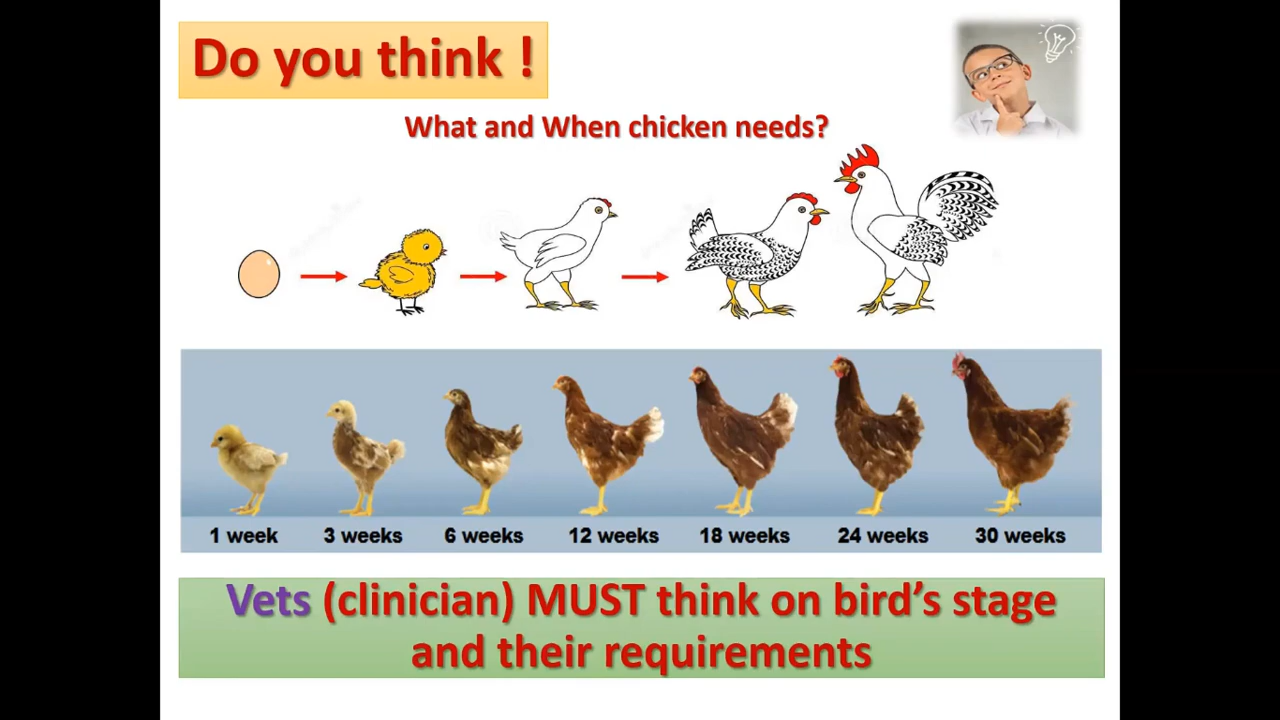 Do you think !
What and When chicken needs?
1 week 3 weeks 6 weeks 12 weeks 18 weeks 24 weeks 30 weeks
Vets (clinician) MUST think on bird’s stage
and their requirements